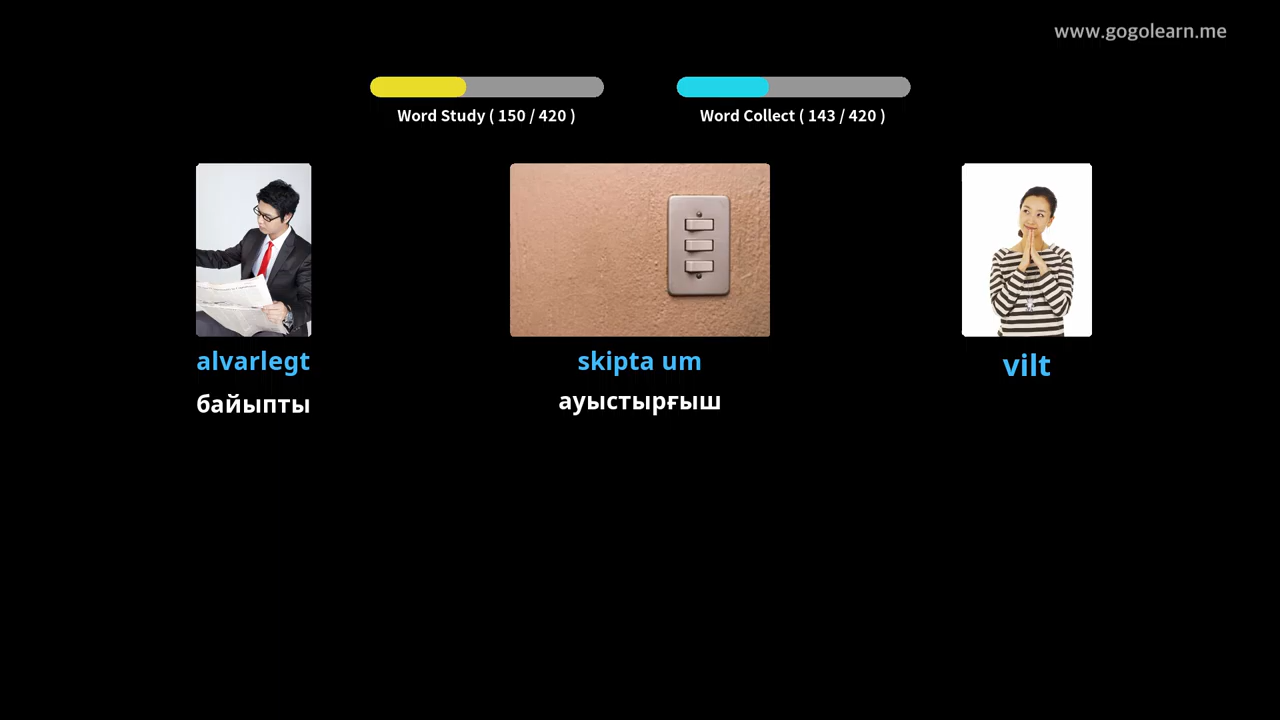 www.gogolearn.me
Word Study ( 150 / 420 )
Word Collect ( 143 / 420 )
alvarlegt
байыпты
skipta um
ауыстырғыш
vilt